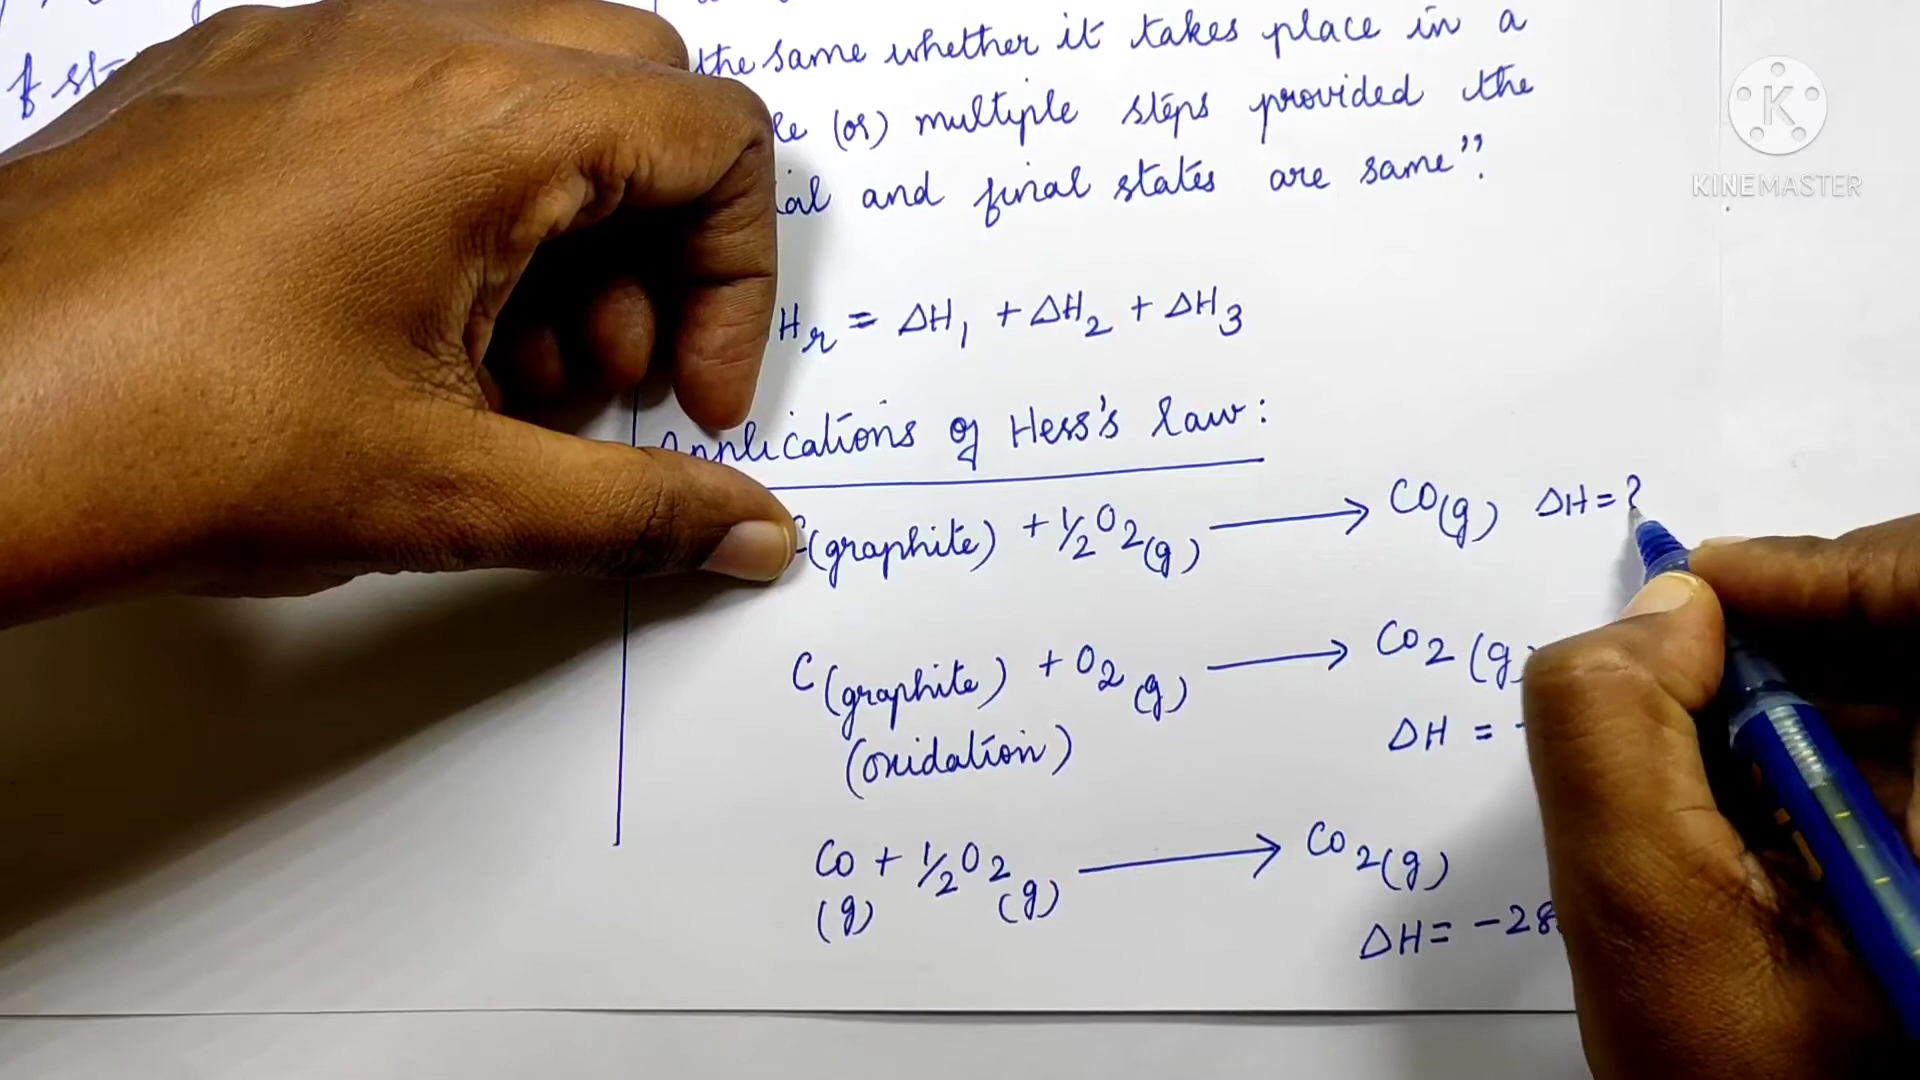 the same whether it takes place in a
(or) multiple steps provided the
and final states are same"
KINEMASTER
Hr = ΔH1 + ΔH2 + ΔH3
Applications of Hess's law:
C(graphite) + 1/2O2(g) ⟶ CO(g) ΔH = ?
C(graphite) + O2(g) ⟶ Co2(g)
(oxidation) ΔH = -
Co(g) + 1/2O2(g) ⟶ Co2(g)
ΔH = -28